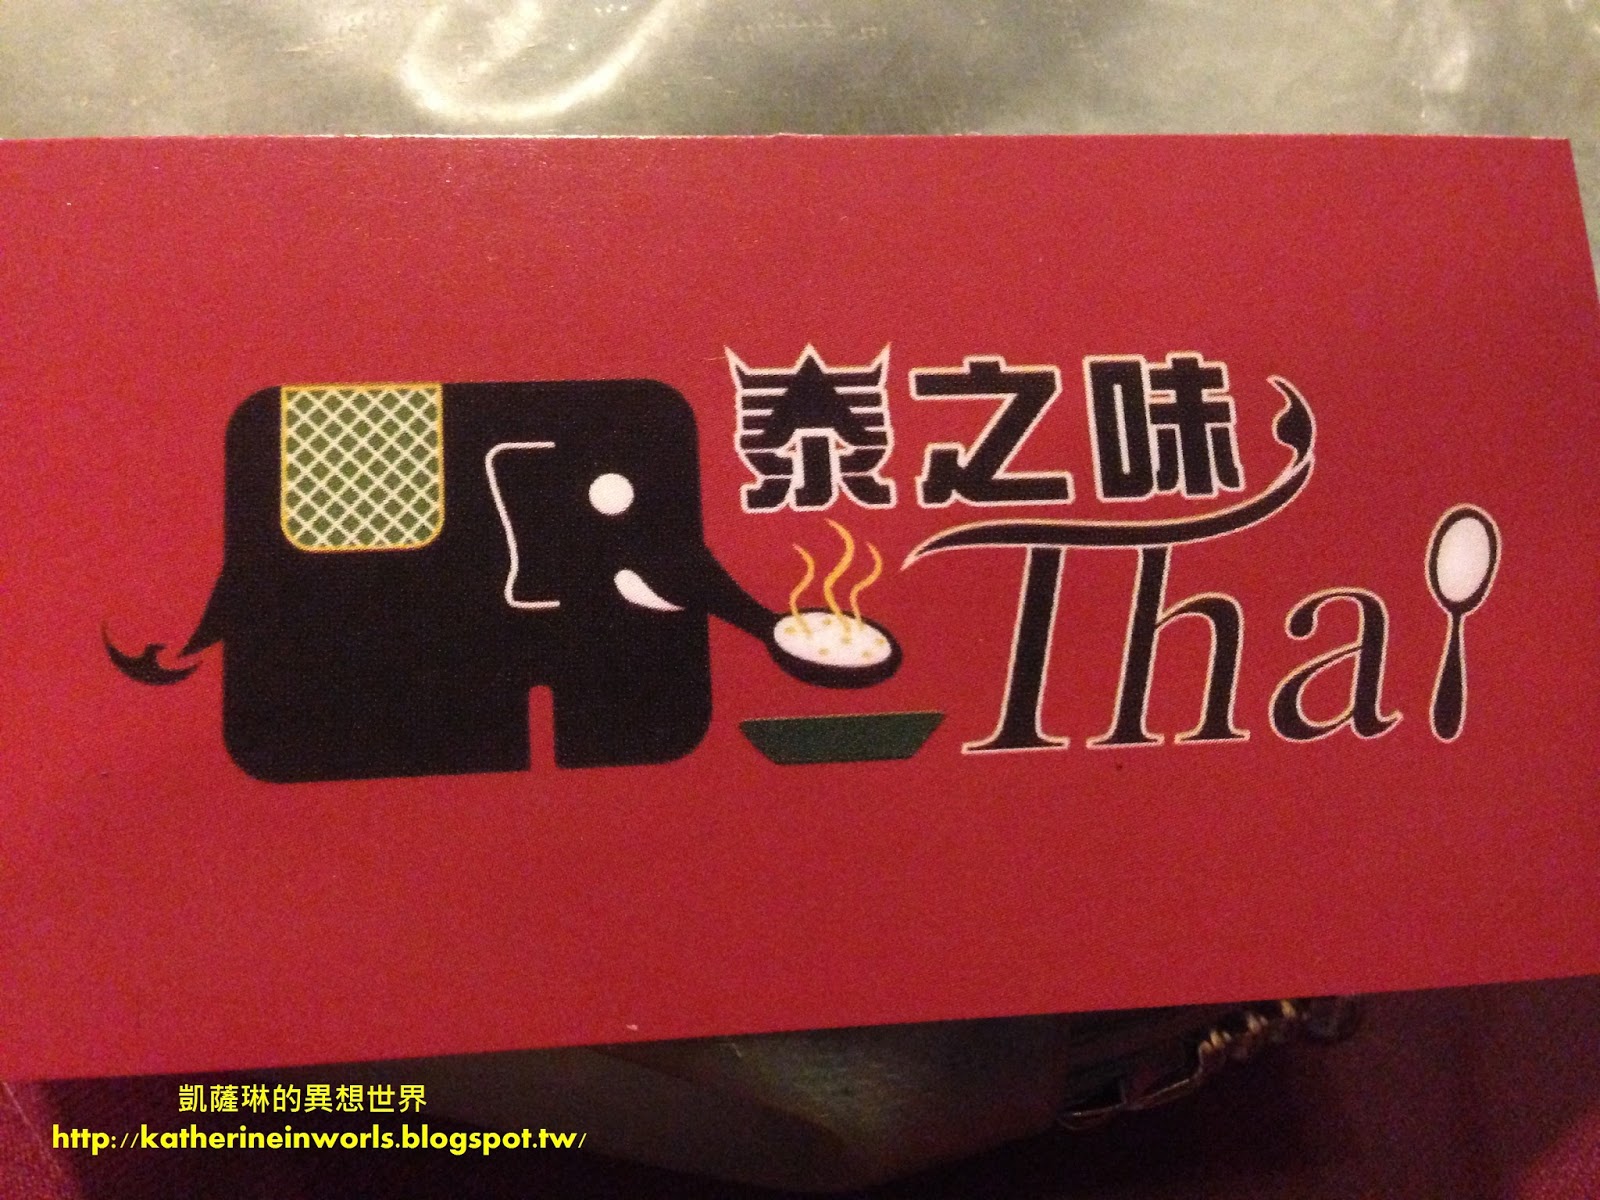 泰之味
Thai
凱薩琳的異想世界
http://katherineinworls.blogspot.tw/